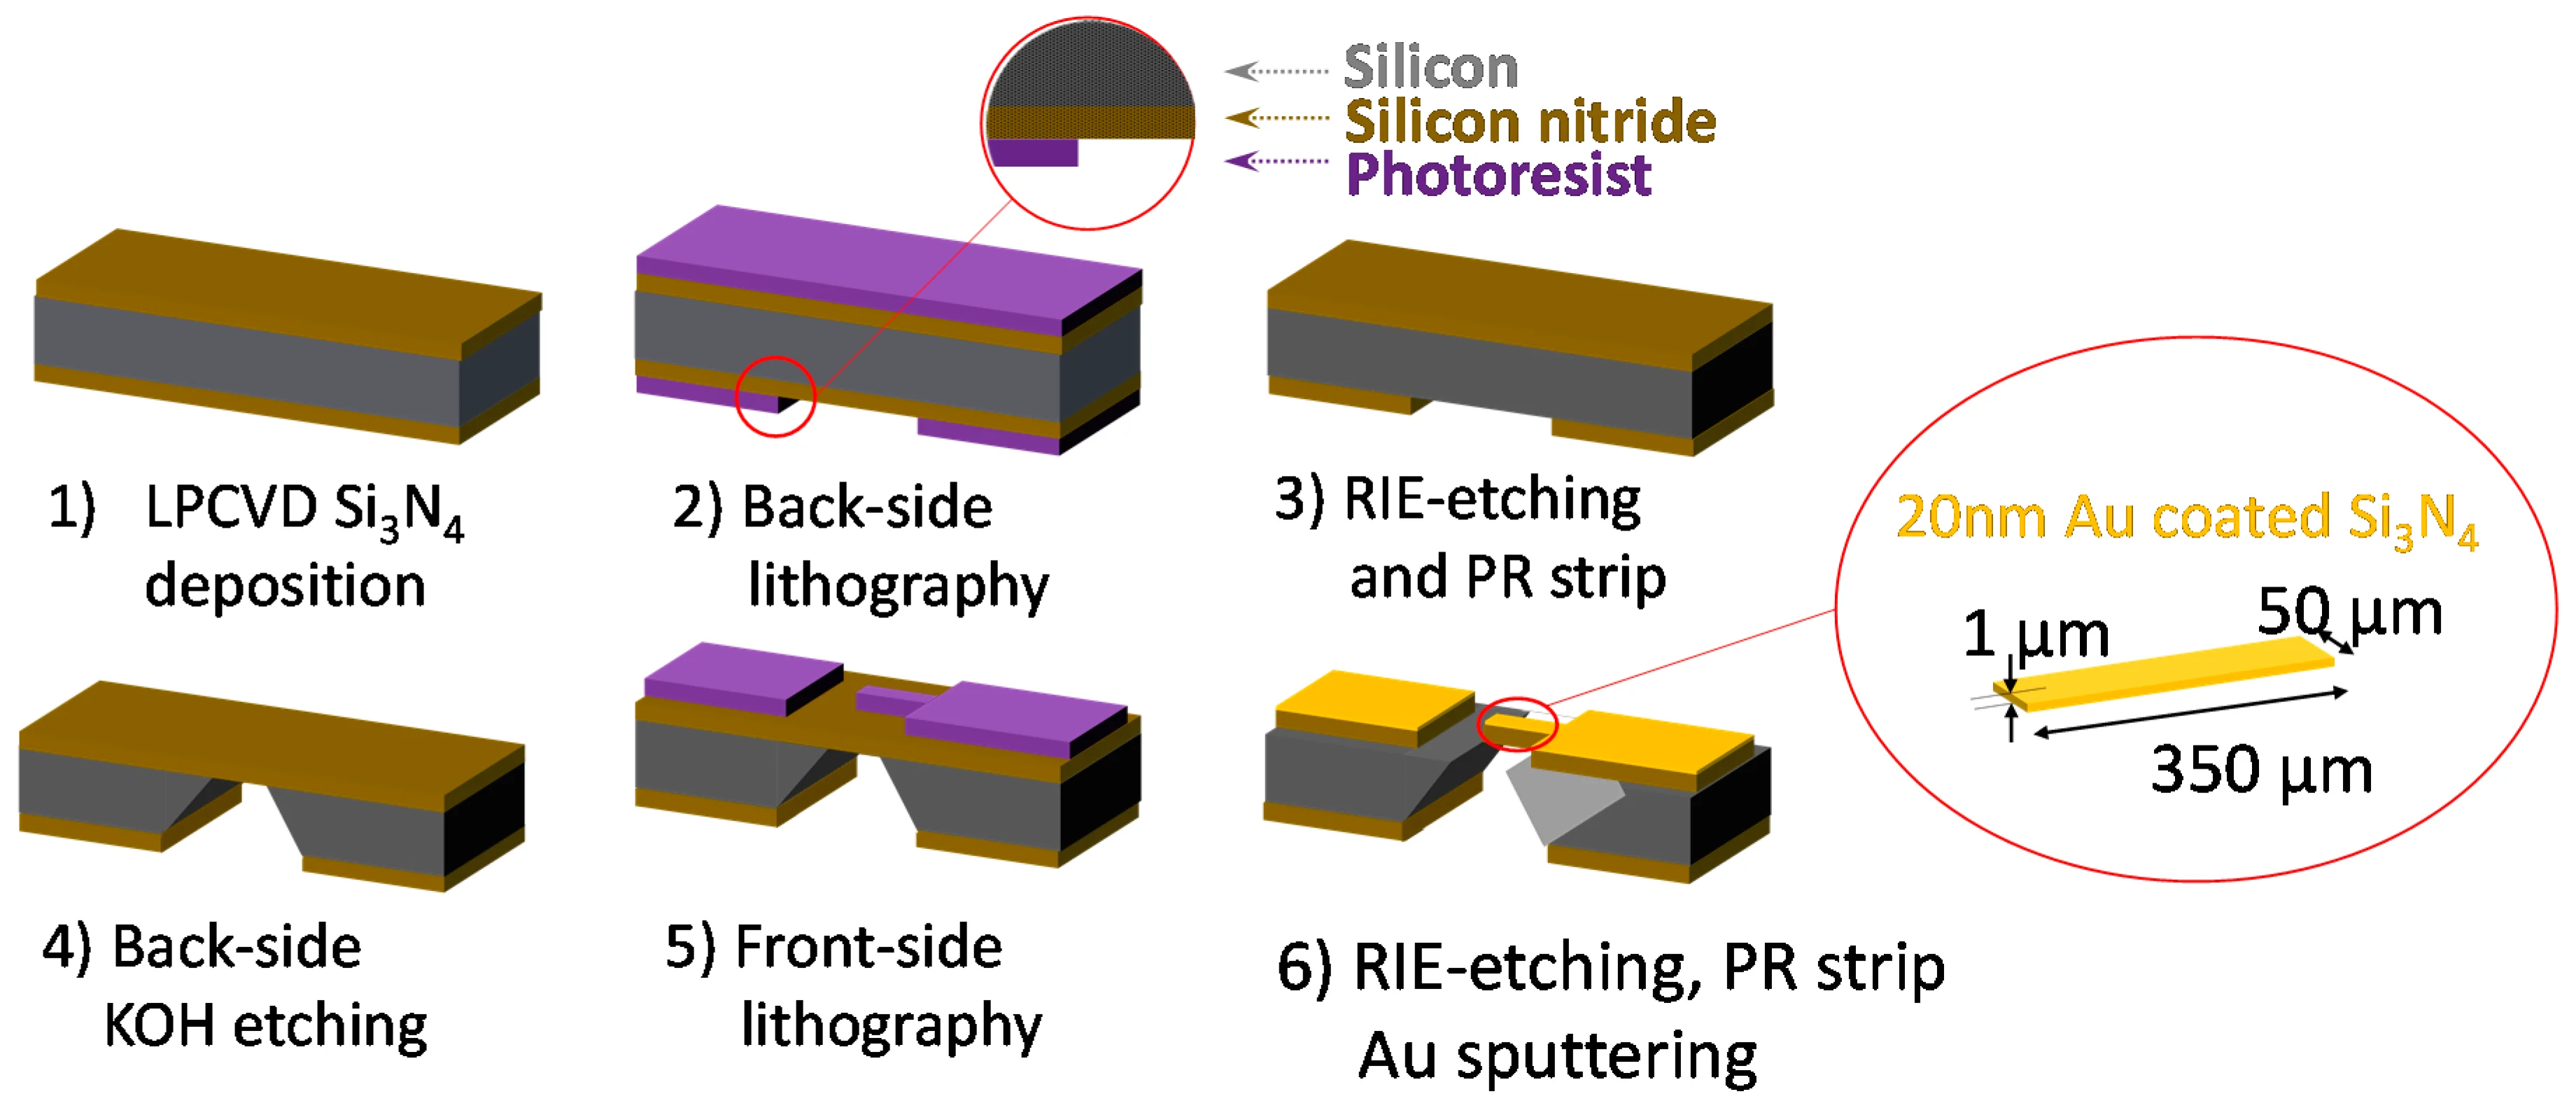 Silicon
Silicon nitride
Photoresist
1) LPCVD Si₃N₄
deposition
2) Back-side
lithography
3) RIE-etching
and PR strip
20nm Au coated Si₃N₄
1 μm
50 μm
350 μm
4) Back-side
KOH etching
5) Front-side
lithography
6) RIE-etching, PR strip
Au sputtering